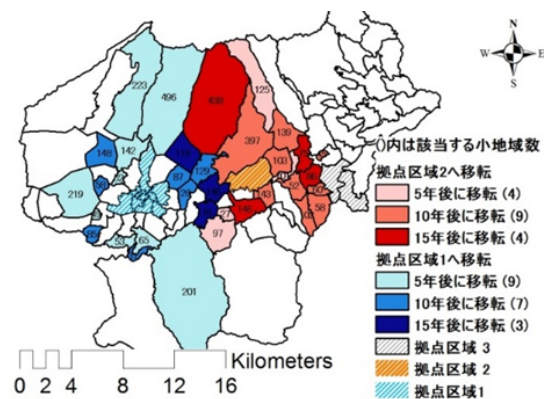 N
W E
S
223
496
438
125
397
139
103
148
142
129
87
219
58
52
143
146
27
97
58
53
65
201
()内は該当する小地域数
拠点区域2へ移転
5年後に移転 (4)
10年後に移転 (9)
15年後に移転 (4)
拠点区域1へ移転
5年後に移転 (9)
10年後に移転 (7)
15年後に移転 (3)
拠点区域 3
拠点区域 2
拠点区域1
Kilometers
0 2 4 8 12 16